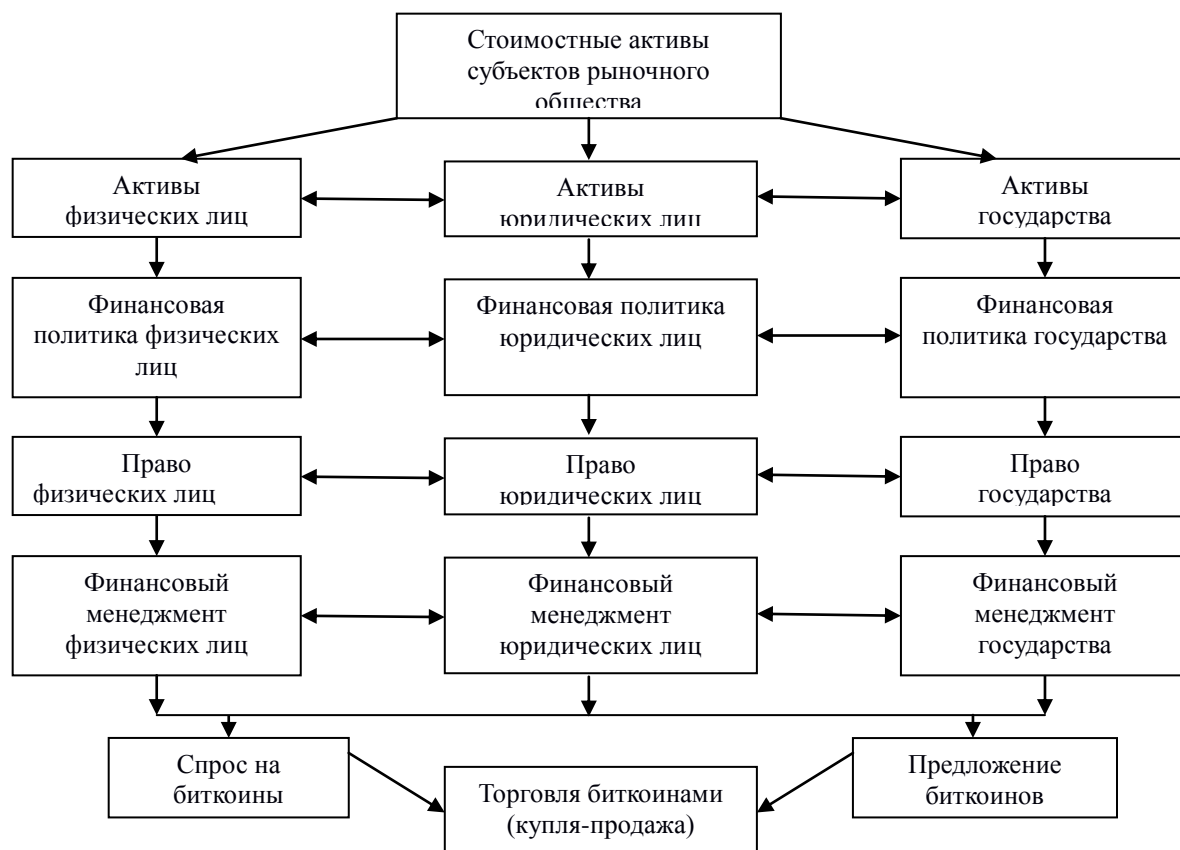 Стоимостные активы
субъектов рыночного
общества
Активы
физических лиц
Активы
юридических лиц
Активы
государства
Финансовая
политика физических
лиц
Финансовая политика
юридических лиц
Финансовая
политика государства
Право
физических лиц
Право
юридических лиц
Право
государства
Финансовый
менеджмент
физических лиц
Финансовый
менеджмент
юридических лиц
Финансовый
менеджмент
государства
Спрос на
биткоины
Торговля биткоинами
(купля-продажа)
Предложение
биткоинов